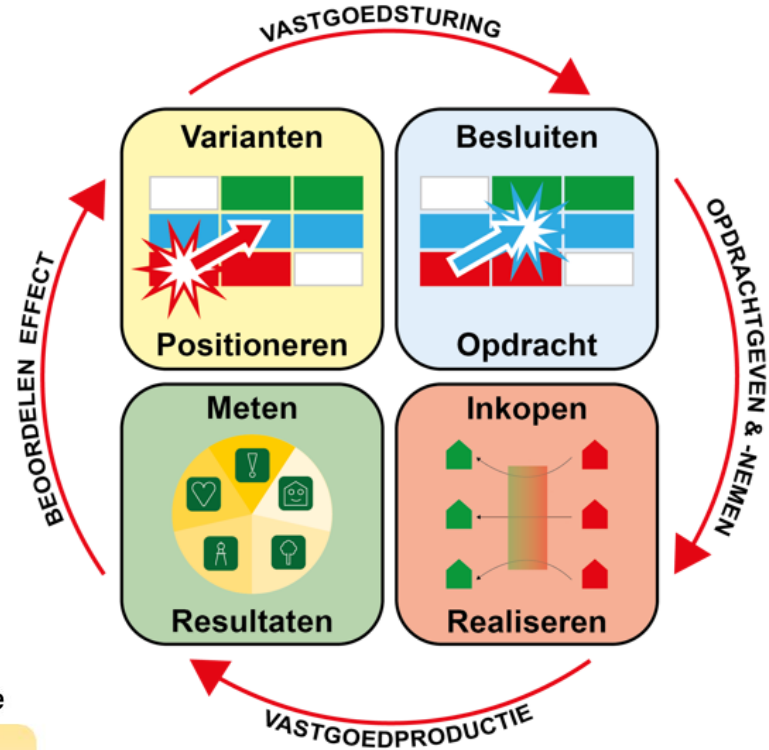 VASTGOEDSTURING
Varianten
Positioneren
Besluiten
Opdracht
OPDRACHTGEVEN & -NEMEN
Meten
Resultaten
Inkopen
Realiseren
BEOORDELEN EFFECT
VASTGOEDPRODUCTIE
e